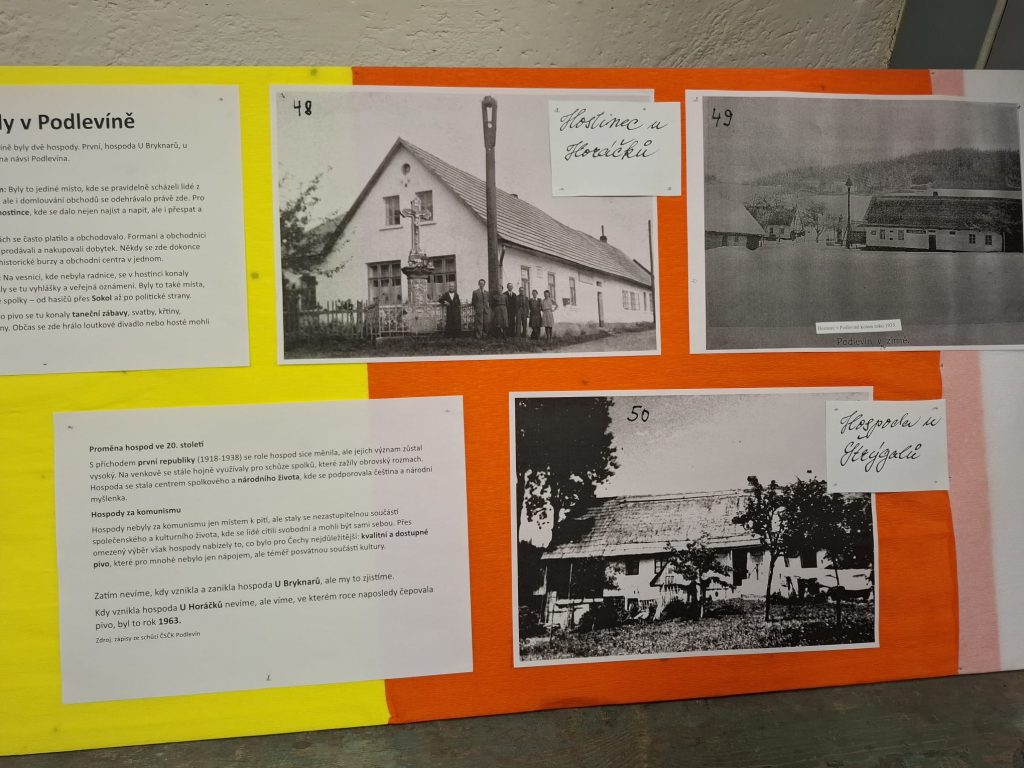 ly v Podlevíně
íně byly dvě hospody. První, hospoda U Bryknarů, u
na návsi Podlevína.
n: Byly to jediné místo, kde se pravidelně scházeli lidé z
ale i domlouvání obchodů se odehrávalo právě zde. Pro
hostince, kde se dalo nejen najíst a napít, ale i přespat a
ách se často platilo a obchodovalo. Formani a obchodníci
prodávali a nakupovali dobytek. Někdy se zde dokonce
historické burzy a obchodní centra v jednom.
: Na vesnici, kde nebyla radnice, se v hostinci konaly
ly se tu vyhlášky a veřejná oznámení. Byly to také místa,
é spolky – od hasičů přes Sokol až po politické strany.
o pivo se tu konaly taneční zábavy, svatby, křtiny,
ny. Občas se zde hrálo loutkové divadlo nebo hosté mohli
48
Hostinec u
Horáčků
49
Hostinec v Podlevíně kolem roku 1933.
Podlevín v zimě.
Proměna hospod ve 20. století
S příchodem první republiky (1918-1938) se role hospod sice měnila, ale jejich význam zůstal
vysoký. Na venkově se stále hojně využívaly pro schůze spolků, které zažily obrovský rozmach.
Hospoda se stala centrem spolkového a národního života, kde se podporovala čeština a národní
myšlenka.
Hospody za komunismu
Hospody nebyly za komunismu jen místem k pití, ale staly se nezastupitelnou součástí
společenského a kulturního života, kde se lidé cítili svobodní a mohli být sami sebou. Přes
omezený výběr však hospody nabízely to, co bylo pro Čechy nejdůležitější: kvalitní a dostupné
pivo, které pro mnohé nebylo jen nápojem, ale téměř posvátnou součástí kultury.
Zatím nevíme, kdy vznikla a zanikla hospoda U Bryknarů, ale my to zjistíme.
Kdy vznikla hospoda U Horáčků nevíme, ale víme, ve kterém roce naposledy čepovala
pivo, byl to rok 1963.
Zdroj: zápisy ze schůzí ČSČK Podlevín
50
Hospoda u
Strýgalů